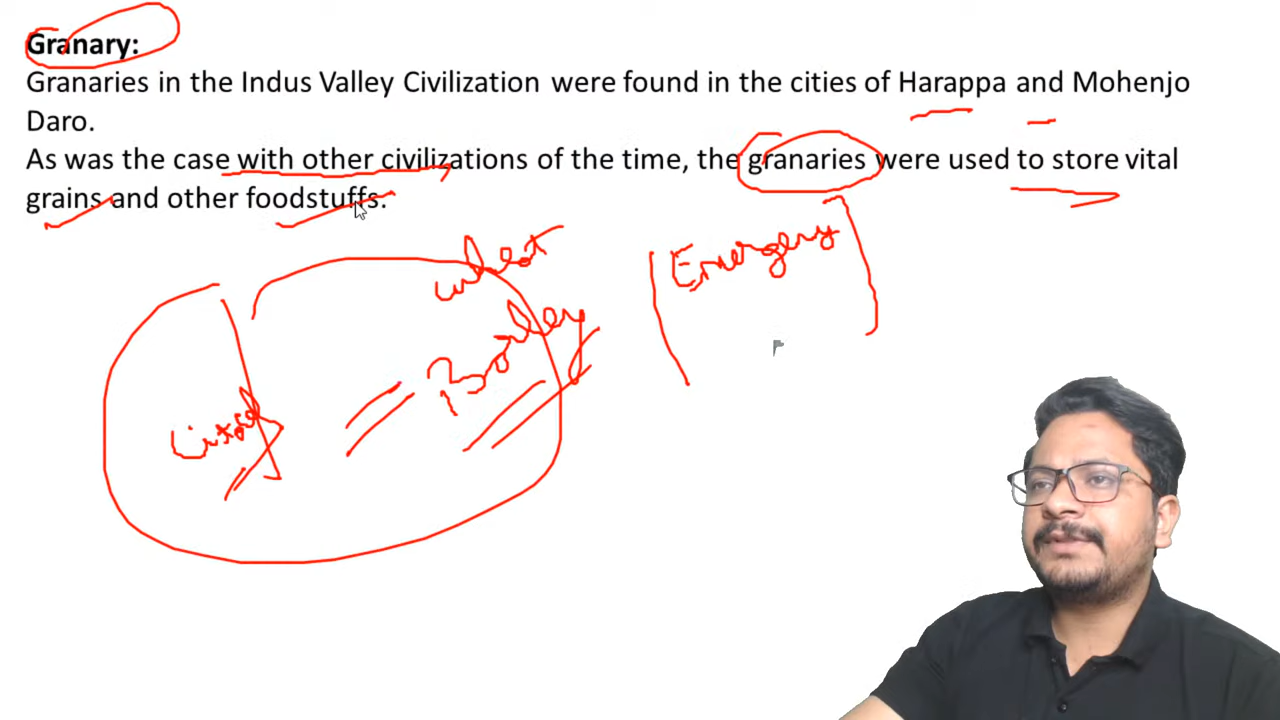 Granary:
Granaries in the Indus Valley Civilization were found in the cities of Harappa and Mohenjo
Daro.
As was the case with other civilizations of the time, the granaries were used to store vital
grains and other foodstuffs.
wheat
Emergency
Barley